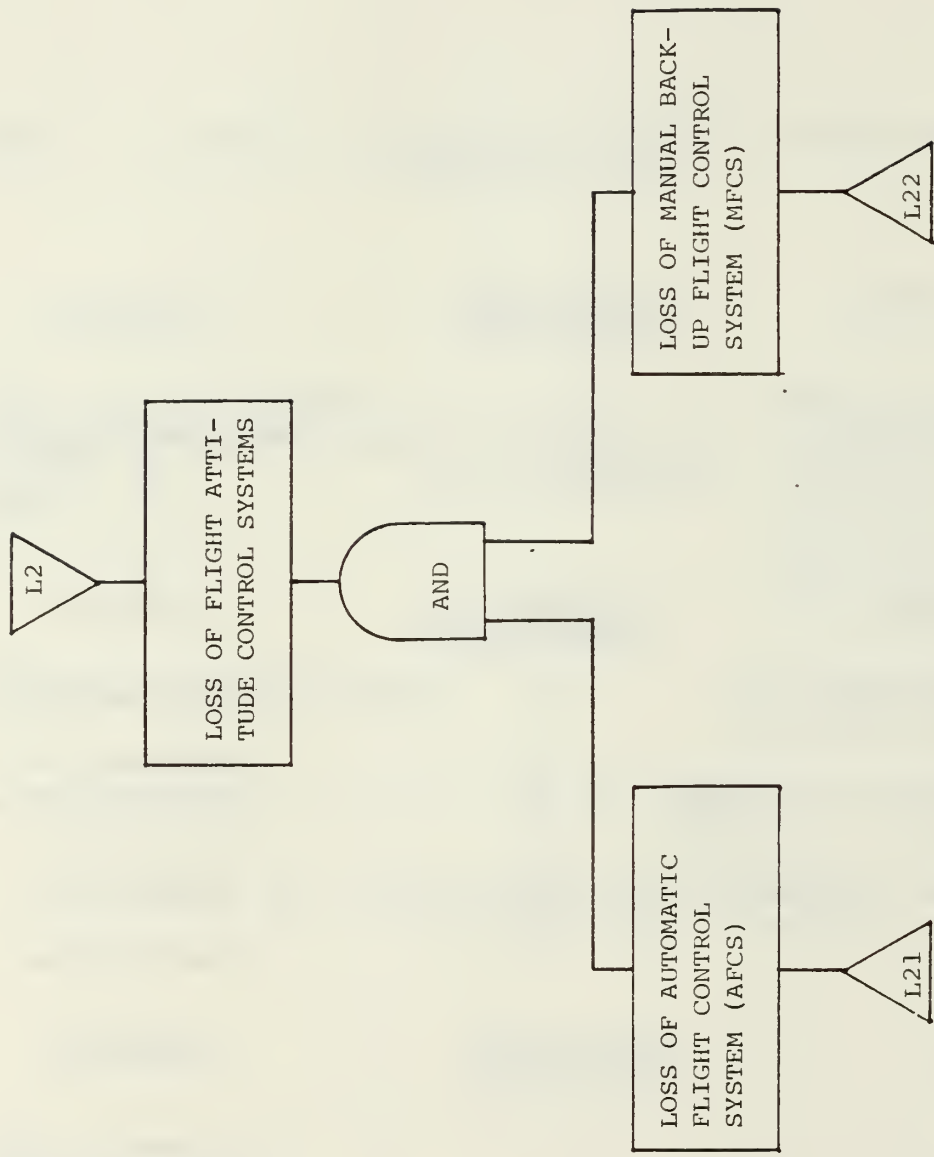 L2
LOSS OF FLIGHT ATTI-
TUDE CONTROL SYSTEMS
AND
LOSS OF AUTOMATIC
FLIGHT CONTROL
SYSTEM (AFCS)
L21
LOSS OF MANUAL BACK-
UP FLIGHT CONTROL
SYSTEM (MFCS)
L22